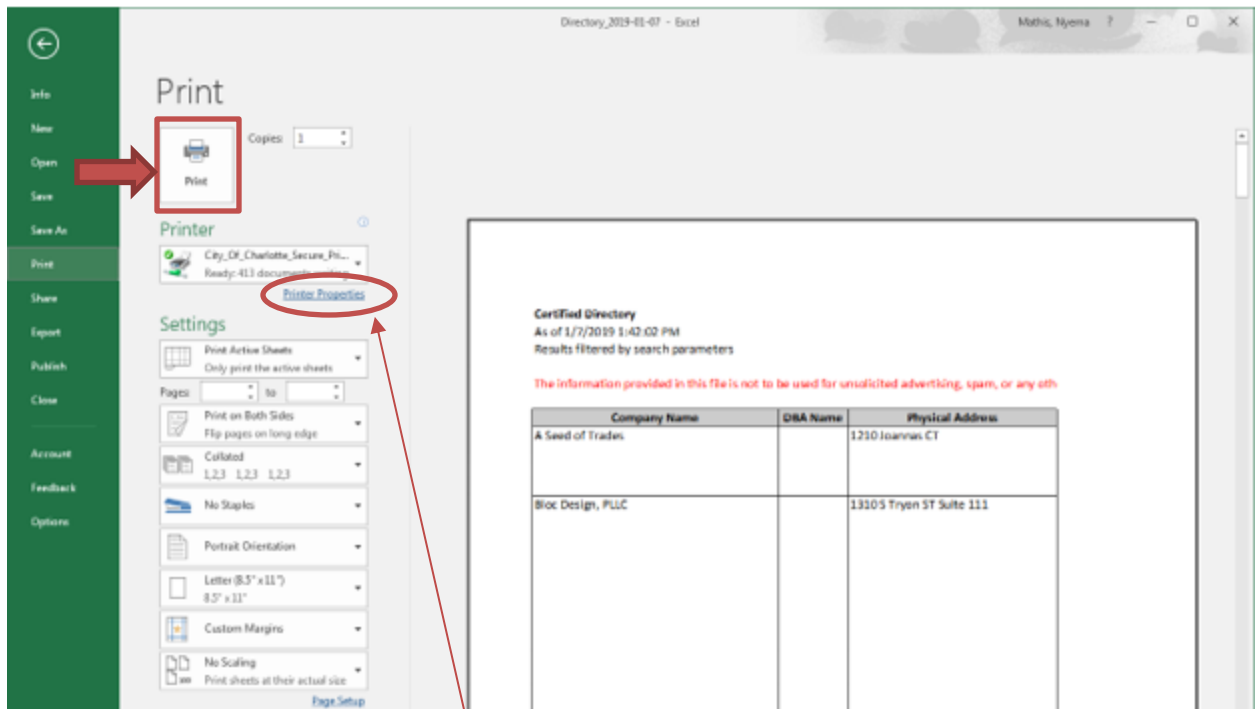 Directory_2019-01-07 - Excel
Mathis, Nyema ?
Info
New
Open
Save
Save As
Print
Share
Export
Publish
Close
Account
Feedback
Options
Print
Print
Copies: 1
Printer
City_Of_Charlotte_Secure_Pri...
Ready: 413 documents waiting
Printer Properties
Settings
Print Active Sheets
Only print the active sheets
Pages: to
Print on Both Sides
Flip pages on long edge
Collated
1,2,3 1,2,3 1,2,3
No Staples
Portrait Orientation
Letter (8.5" x 11")
8.5" x 11"
Custom Margins
No Scaling
Print sheets at their actual size
Page Setup
Certified Directory
As of 1/7/2019 1:42:02 PM
Results filtered by search parameters
The information provided in this file is not to be used for unsolicited advertising, spam, or any oth
Company Name DBA Name Physical Address
A Seed of Trades 1210 Joannas CT
Bloc Design, PLLC 1310 S Tryon ST Suite 111